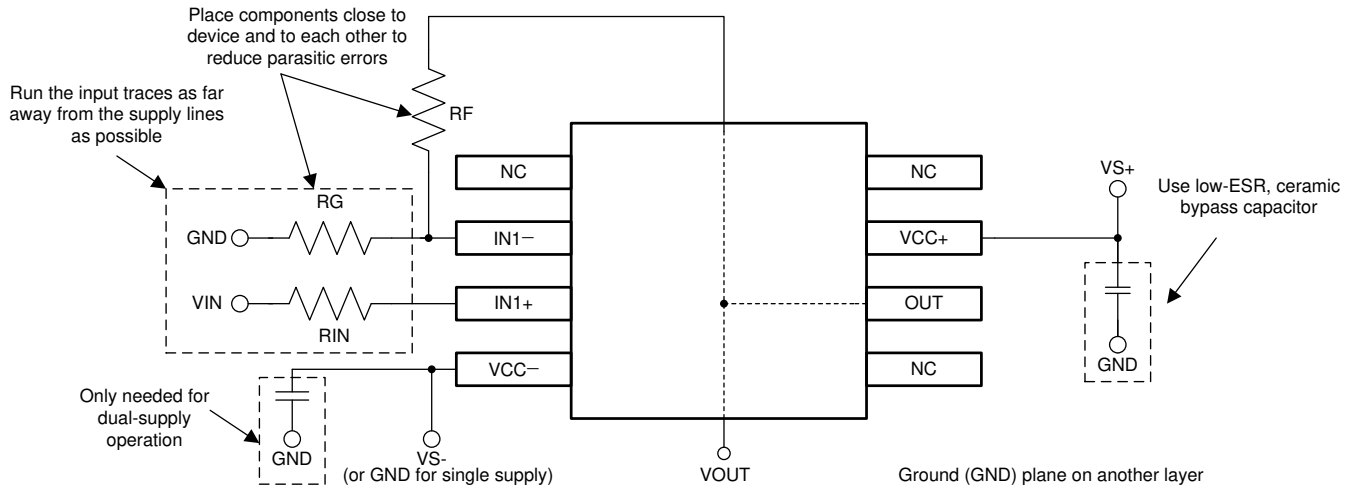 Place components close to
device and to each other to
reduce parasitic errors
Run the input traces as far
away from the supply lines
as possible
RF
NC
NC
VS+
Use low-ESR, ceramic
bypass capacitor
RG
GND
IN1−
VCC+
VIN
IN1+
OUT
RIN
GND
VCC−
NC
Only needed for
dual-supply
operation
GND
VS-
(or GND for single supply)
VOUT
Ground (GND) plane on another layer